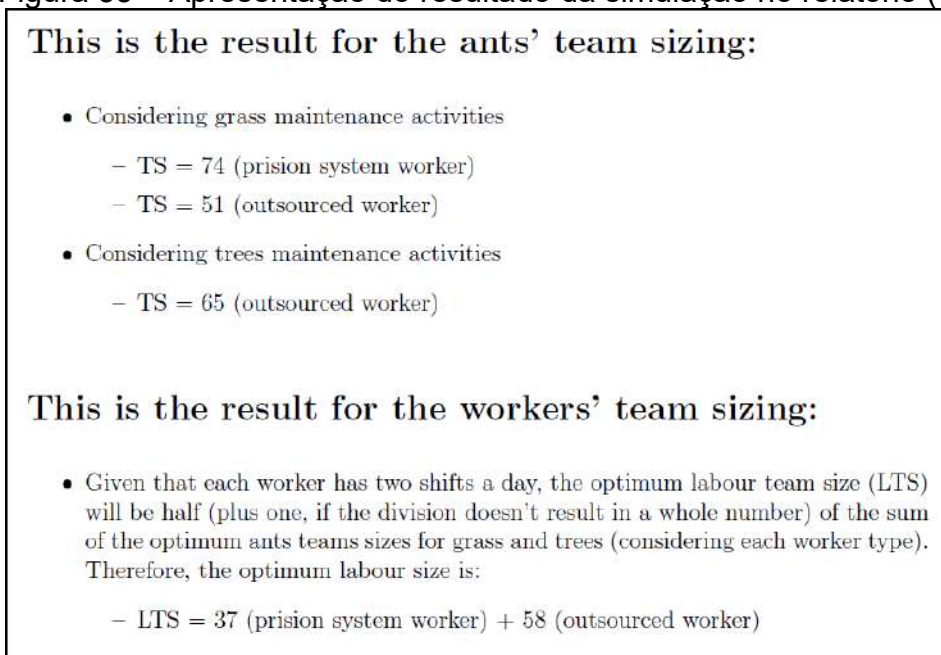 Figura 53 – Apresentação do resultado da simulação no relatório (
This is the result for the ants' team sizing:
• Considering grass maintenance activities
– TS = 74 (prision system worker)
– TS = 51 (outsourced worker)
• Considering trees maintenance activities
– TS = 65 (outsourced worker)
This is the result for the workers' team sizing:
• Given that each worker has two shifts a day, the optimum labour team size (LTS)
will be half (plus one, if the division doesn't result in a whole number) of the sum
of the optimum ants teams sizes for grass and trees (considering each worker type).
Therefore, the optimum labour size is:
– LTS = 37 (prision system worker) + 58 (outsourced worker)